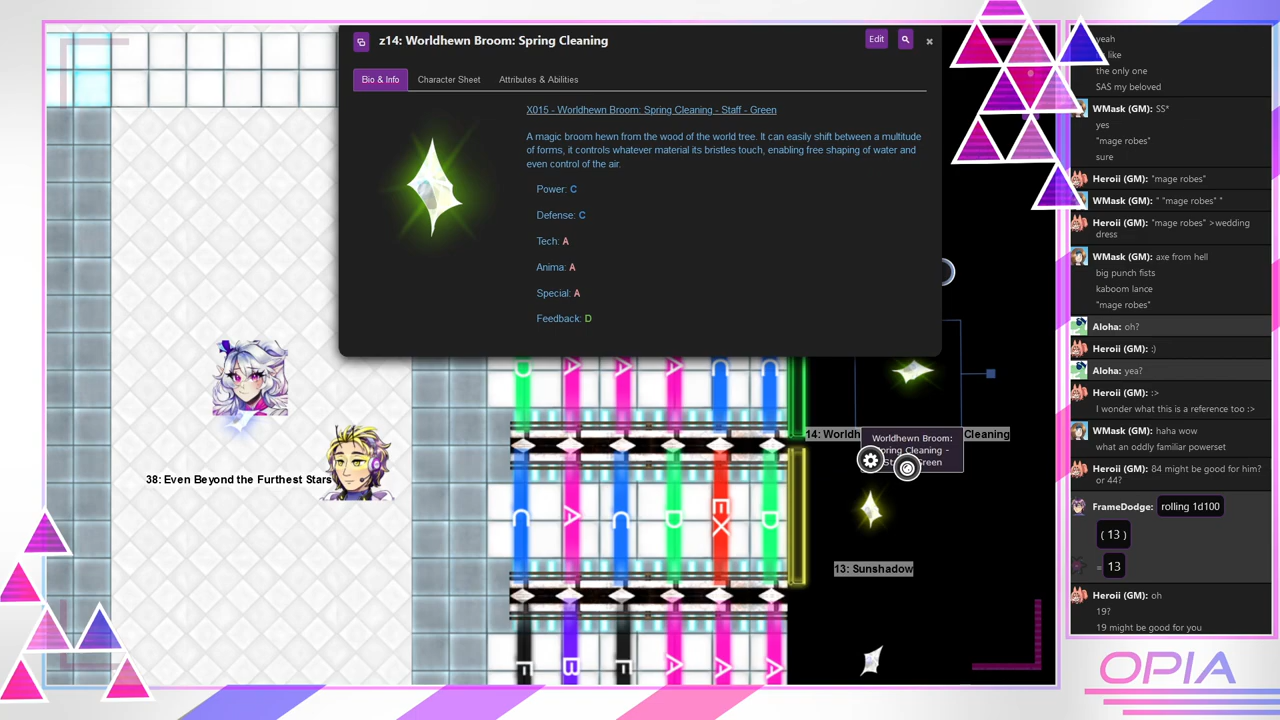 z14: Worldhewn Broom: Spring Cleaning
Edit
Bio & Info
Character Sheet
Attributes & Abilities
X015 - Worldhewn Broom: Spring Cleaning - Staff - Green
A magic broom hewn from the wood of the world tree. It can easily shift between a multitude
of forms, it controls whatever material its bristles touch, enabling free shaping of water and
even control of the air.
Power: C
Defense: C
Tech: A
Anima: A
Special: A
Feedback: D
38: Even Beyond the Furthest Stars
D A A A C C
C A C D EX D
F B F A A A
14: Worldh
Cleaning
Worldhewn Broom:
13: Sunshadow
yeah
like
the only one
SAS my beloved
WMask (GM): SS*
yes
"mage robes"
sure
Heroii (GM): "mage robes"
WMask (GM): " "mage robes" "
Heroii (GM): "mage robes" >wedding
dress
WMask (GM): axe from hell
big punch fists
kaboom lance
"mage robes"
Aloha: oh?
Heroii (GM): :)
Aloha: yea?
Heroii (GM): :>
I wonder what this is a reference too :>
WMask (GM): haha wow
what an oddly familiar powerset
Heroii (GM): 84 might be good for him?
or 44?
FrameDodge: rolling 1d100
( 13 )
= 13
Heroii (GM): oh
19?
19 might be good for you
OPIA